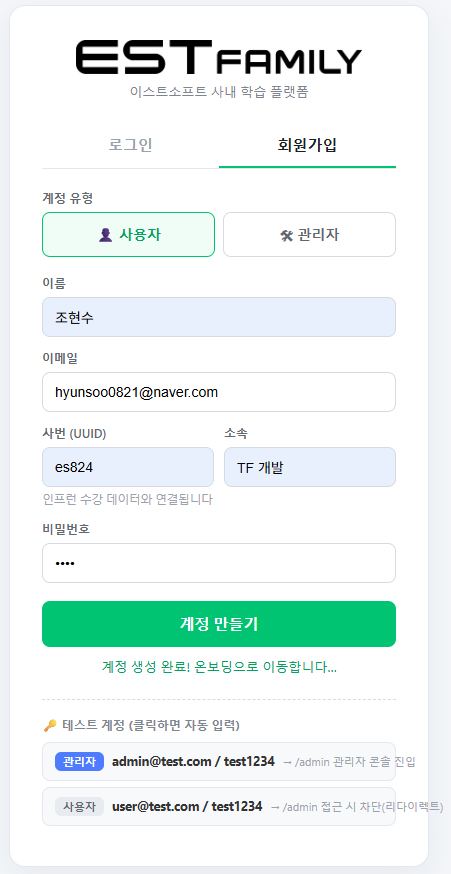 EST FAMILY
이스트소프트 사내 학습 플랫폼
로그인 회원가입
계정 유형
사용자 관리자
이름
조현수
이메일
hyunsoo0821@naver.com
사번 (UUID) 소속
es824 TF 개발
인프런 수강 데이터와 연결됩니다
비밀번호
••••
계정 만들기
계정 생성 완료! 온보딩으로 이동합니다...
테스트 계정 (클릭하면 자동 입력)
관리자 admin@test.com / test1234 → /admin 관리자 콘솔 진입
사용자 user@test.com / test1234 → /admin 접근 시 차단(리다이렉트)